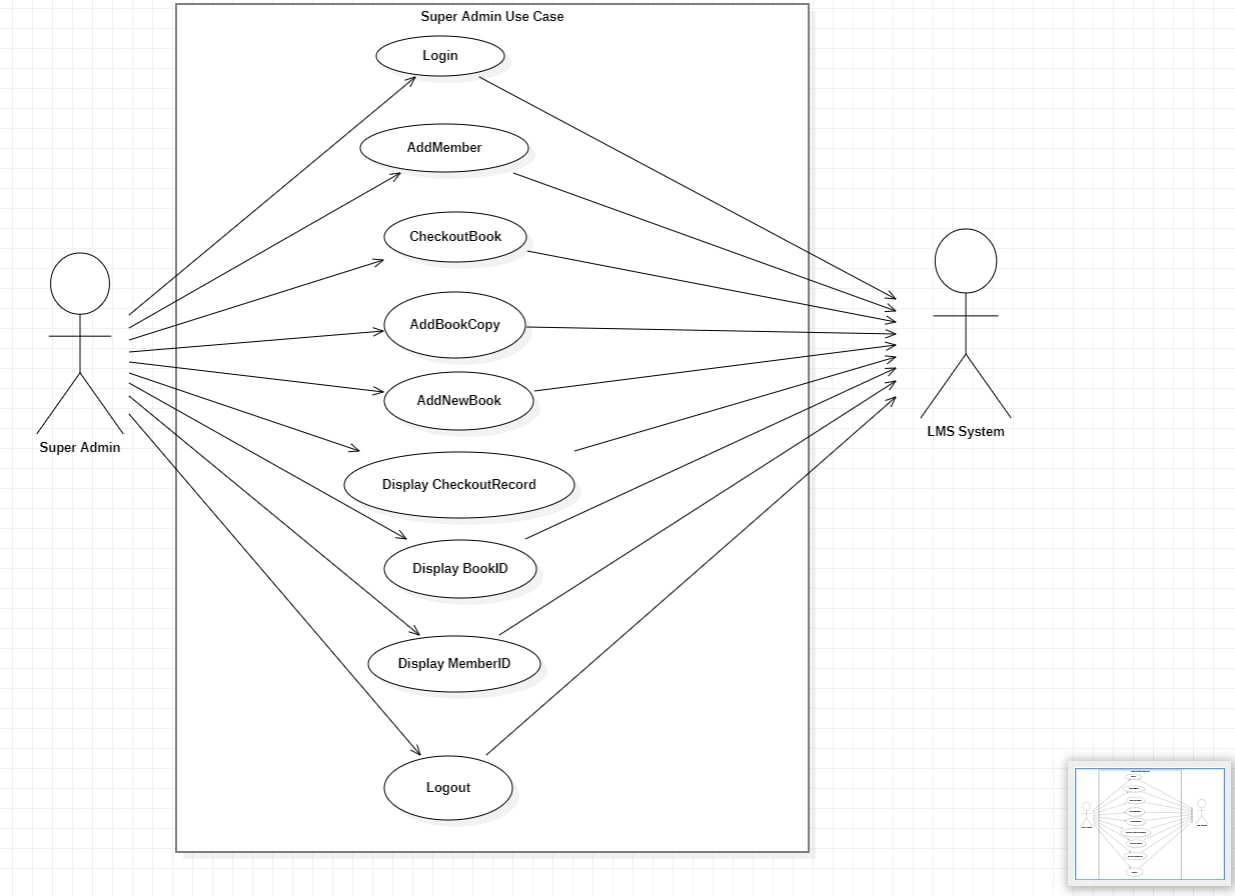 Super Admin Use Case
Login
AddMember
CheckoutBook
AddBookCopy
AddNewBook
Display CheckoutRecord
Display BookID
Display MemberID
Logout
Super Admin
LMS System